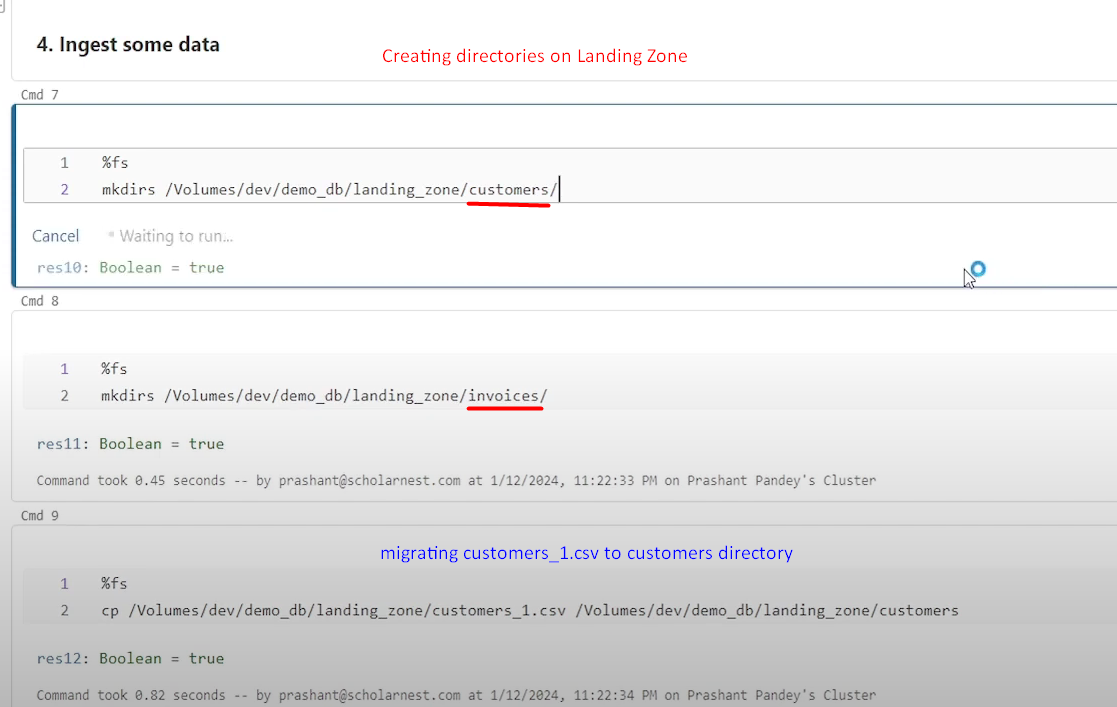 4. Ingest some data
Creating directories on Landing Zone
Cmd 7
1 %fs
2 mkdirs /Volumes/dev/demo_db/landing_zone/customers/
Cancel * Waiting to run...
res10: Boolean = true
Cmd 8
1 %fs
2 mkdirs /Volumes/dev/demo_db/landing_zone/invoices/
res11: Boolean = true
Command took 0.45 seconds -- by prashant@scholarnest.com at 1/12/2024, 11:22:33 PM on Prashant Pandey's Cluster
Cmd 9
migrating customers_1.csv to customers directory
1 %fs
2 cp /Volumes/dev/demo_db/landing_zone/customers_1.csv /Volumes/dev/demo_db/landing_zone/customers
res12: Boolean = true
Command took 0.82 seconds -- by prashant@scholarnest.com at 1/12/2024, 11:22:34 PM on Prashant Pandey's Cluster